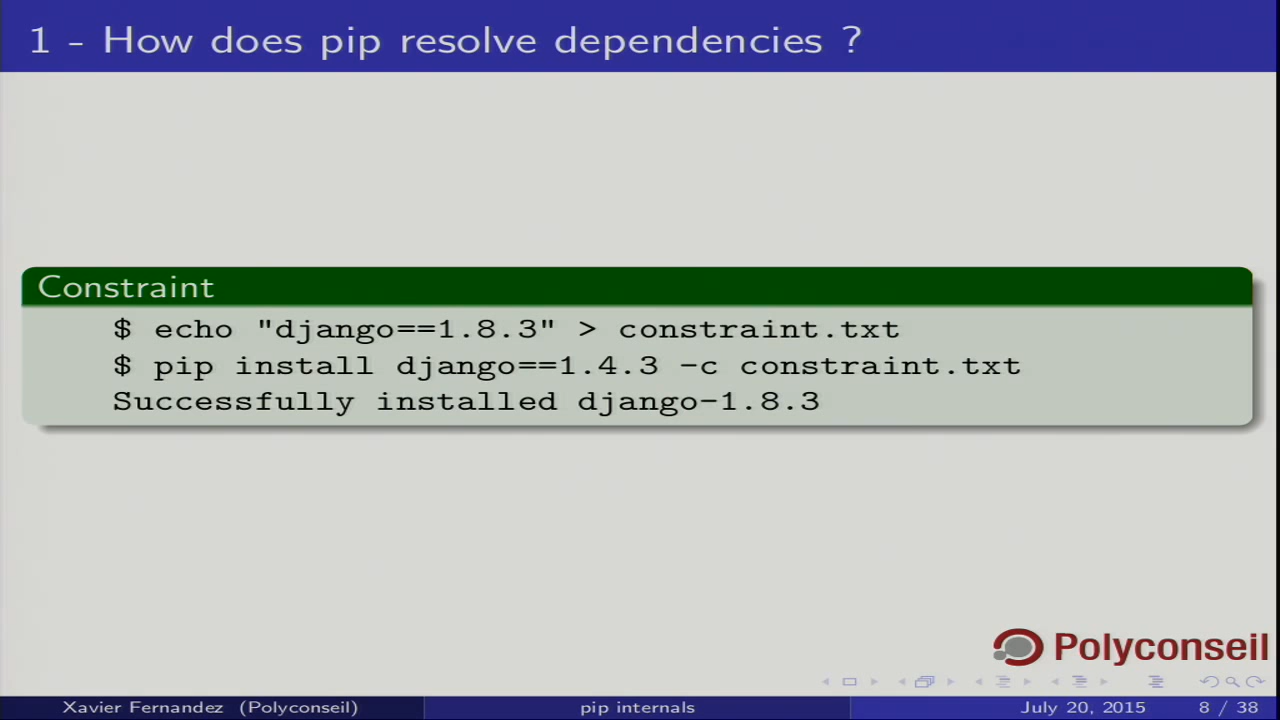 1 - How does pip resolve dependencies ?
Constraint
$ echo "django==1.8.3" > constraint.txt
$ pip install django==1.4.3 -c constraint.txt
Successfully installed django-1.8.3
Polyconseil
Xavier Fernandez (Polyconseil)
pip internals
July 20, 2015
8 / 38